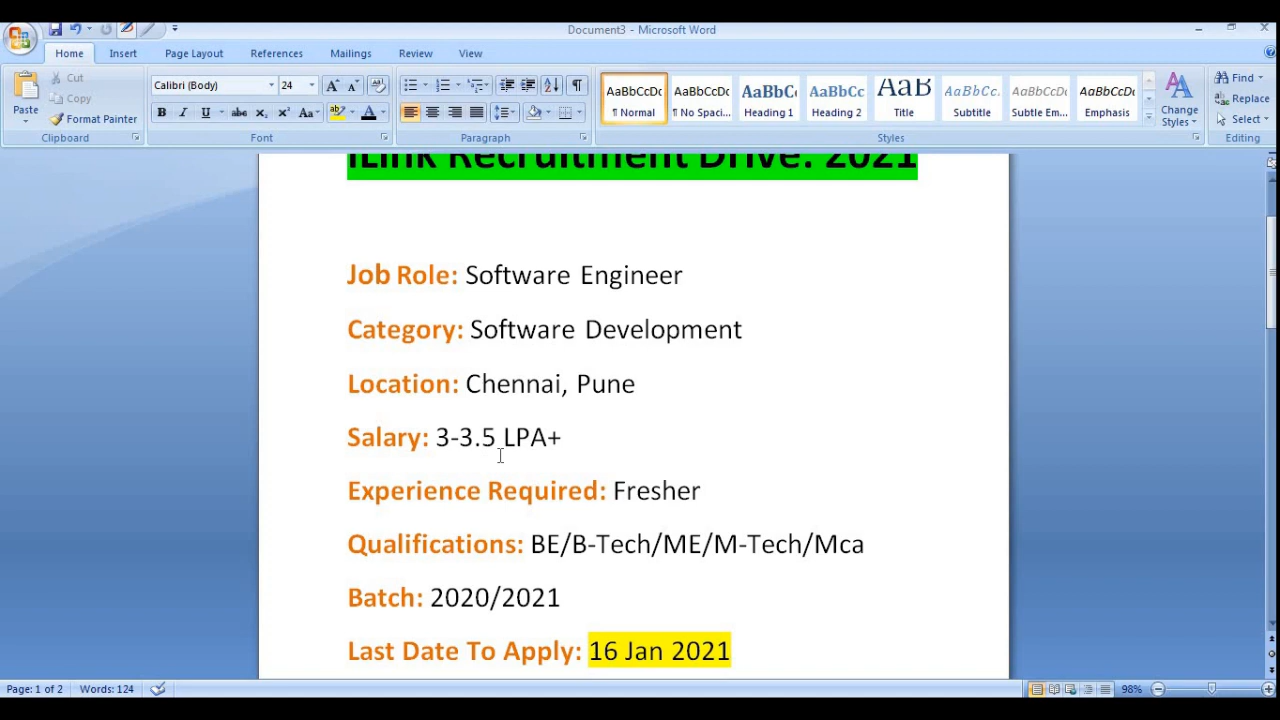 Document3 - Microsoft Word
Home Insert Page Layout References Mailings Review View
Paste
Cut
Copy
Format Painter
Clipboard
Calibri (Body) 24
Font
Paragraph
AaBbCcDc AaBbCcDc AaBbCc AaBbCc AaB AaBbCc. AaBbCcDc AaBbCcDc
¶ Normal ¶ No Spaci... Heading 1 Heading 2 Title Subtitle Subtle Em... Emphasis
Change Styles
Styles
Find
Replace
Select
Editing
iLink Recruitment Drive: 2021
Job Role: Software Engineer
Category: Software Development
Location: Chennai, Pune
Salary: 3-3.5 LPA+
Experience Required: Fresher
Qualifications: BE/B-Tech/ME/M-Tech/Mca
Batch: 2020/2021
Last Date To Apply: 16 Jan 2021
Page: 1 of 2 Words: 124 98%